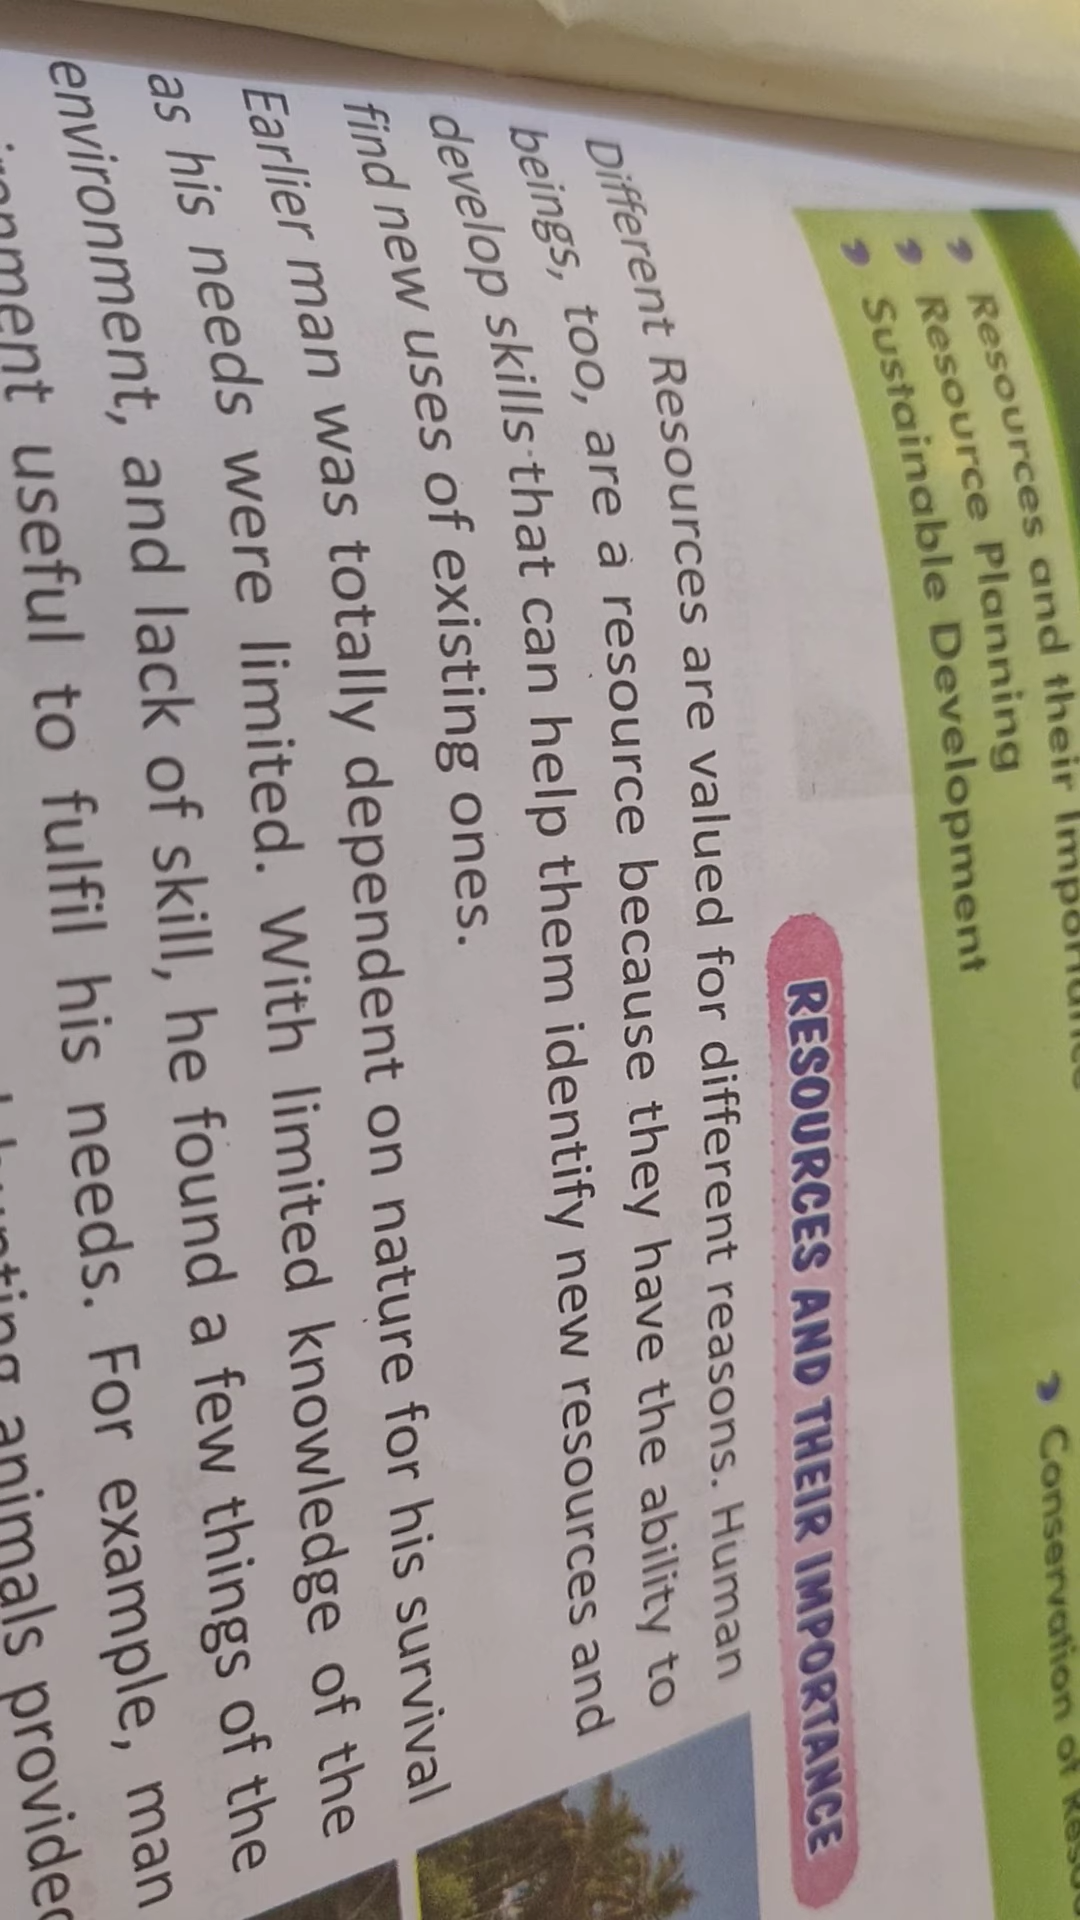 Resources and their Importance
Resource Planning
Sustainable Development
Conservation of
RESOURCES AND THEIR IMPORTANCE
Different Resources are valued for different reasons. Human
beings, too, are a resource because they have the ability to
develop skills that can help them identify new resources and
find new uses of existing ones.
Earlier man was totally dependent on nature for his survival
as his needs were limited. With limited knowledge of the
environment, and lack of skill, he found a few things of the
useful to fulfil his needs. For example, man
animals provided